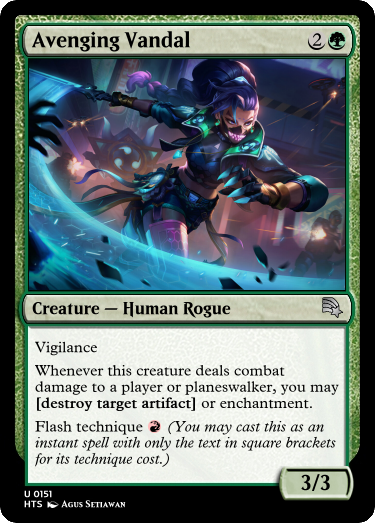 Avenging Vandal 2
Creature — Human Rogue
Vigilance
Whenever this creature deals combat
damage to a player or planeswalker, you may
[destroy target artifact] or enchantment.
Flash technique (You may cast this as an
instant spell with only the text in square brackets
for its technique cost.)
3/3
U 0151
HTS Agus Setiawan